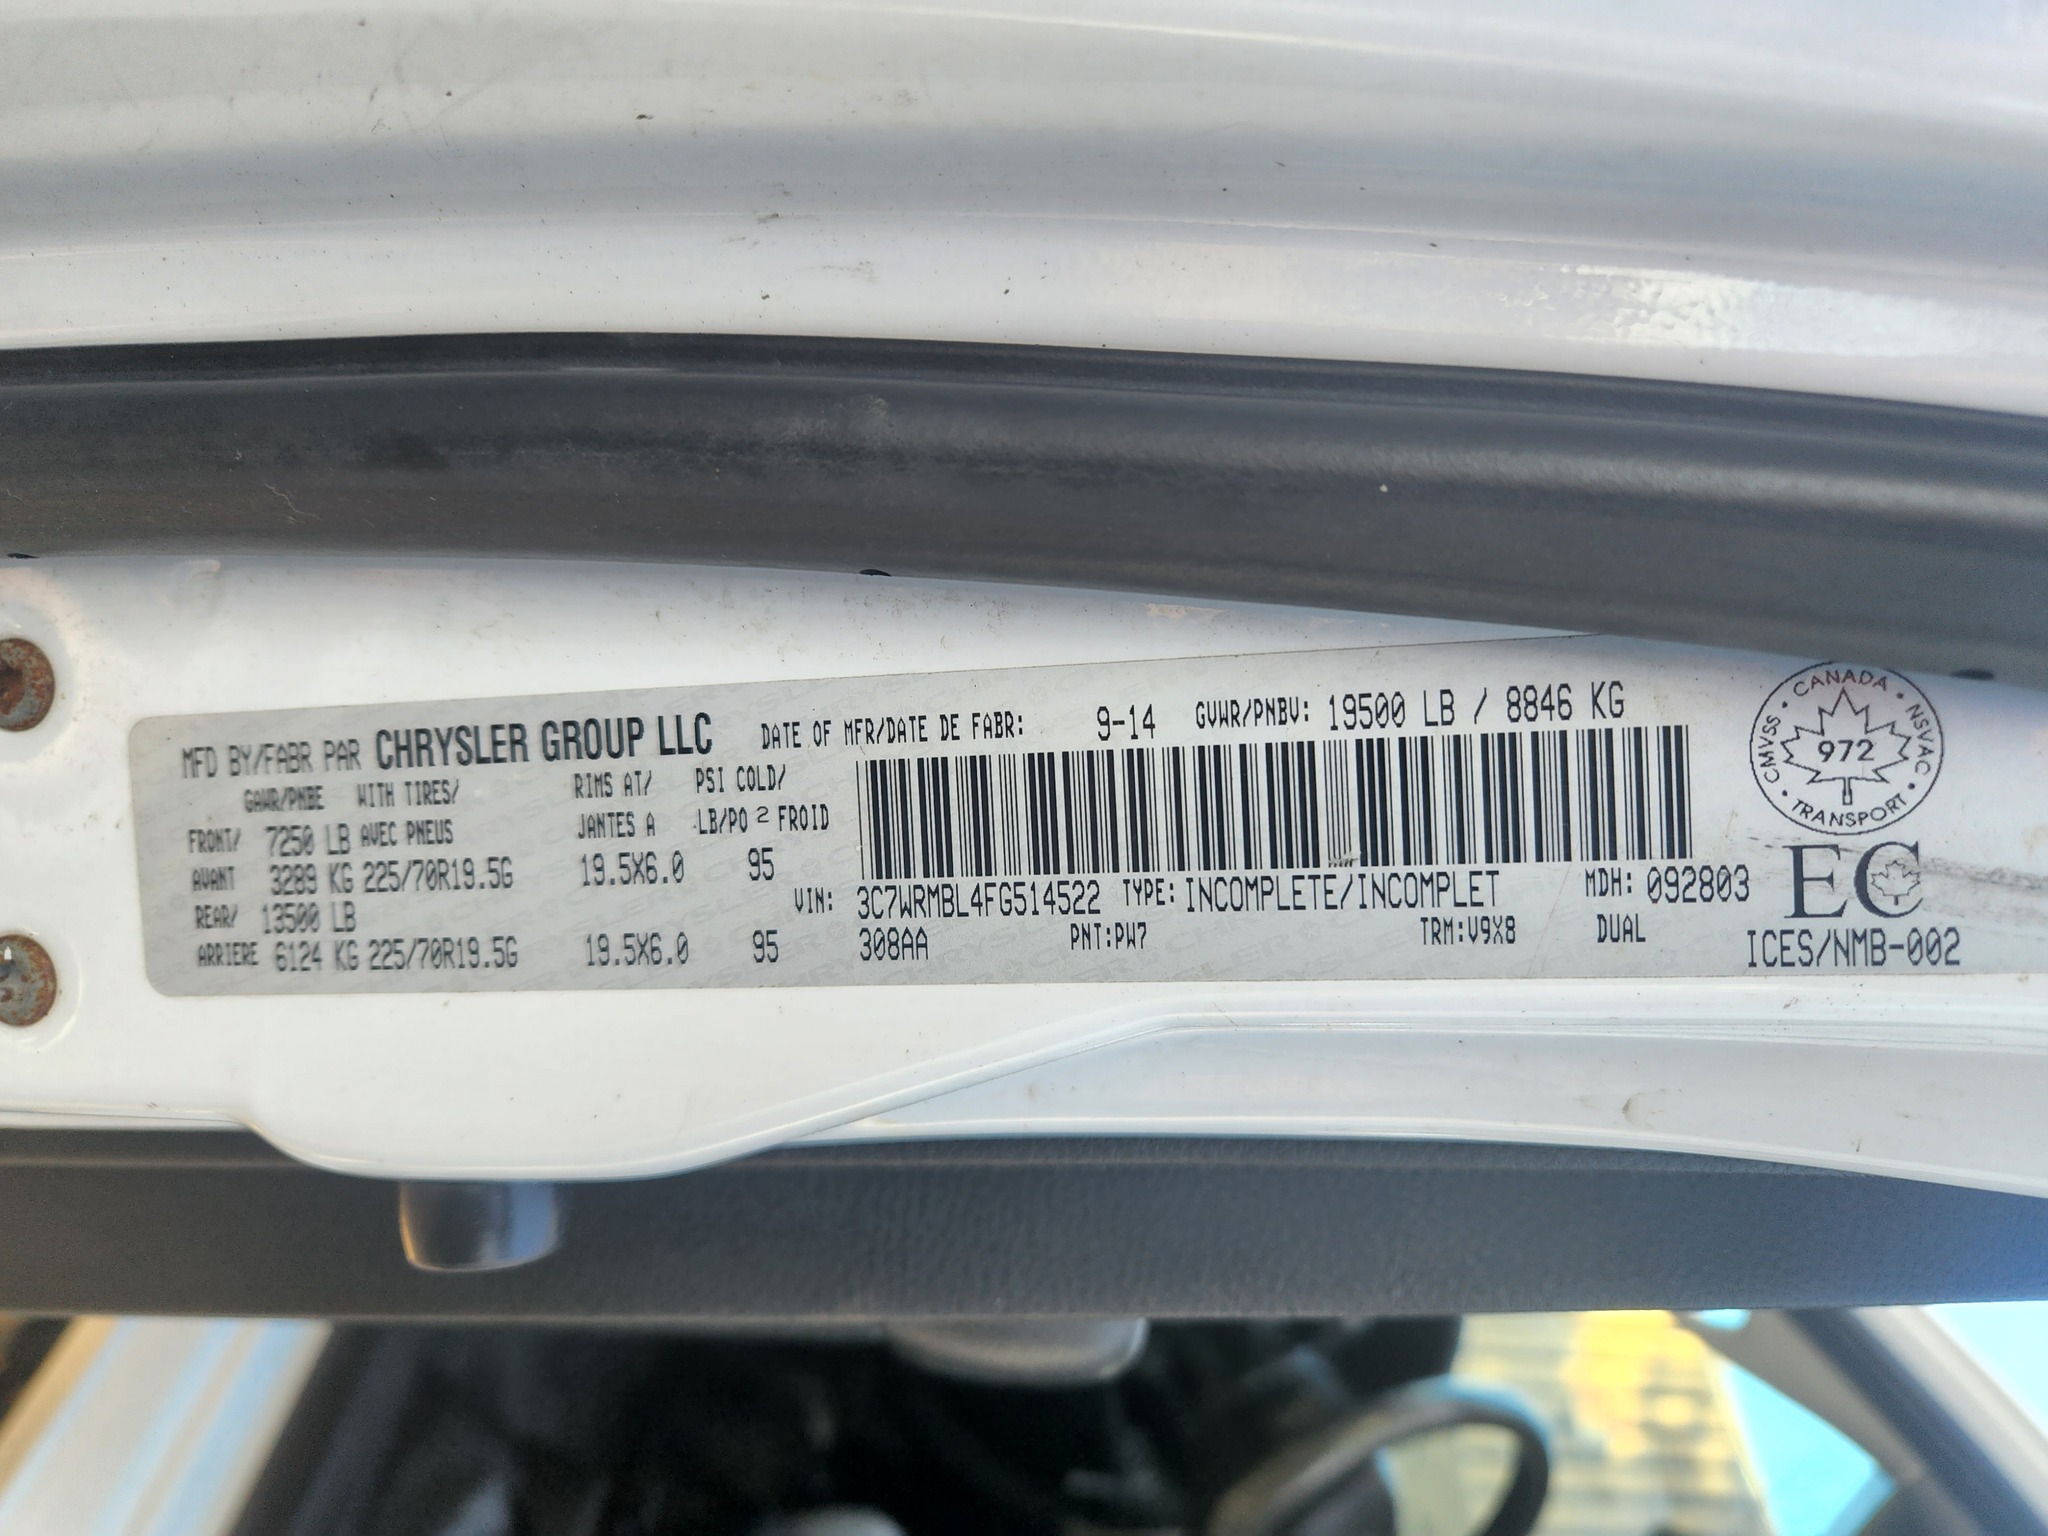 MFD BY/FABR PAR CHRYSLER GROUP LLC DATE OF MFR/DATE DE FABR: 9-14 GVWR/PNBV: 19500 LB / 8846 KG
GAWR/PNBE WITH TIRES/ RIMS AT/ PSI COLD/
FRONT/ 7250 LB AVEC PNEUS JANTES A LB/PO 2 FROID
AVANT 3289 KG 225/70R19.5G 19.5X6.0 95
VIN: 3C7WRMBL4FG514522 TYPE: INCOMPLETE/INCOMPLET MDH: 092803
REAR/ 13500 LB
ARRIERE 6124 KG 225/70R19.5G 19.5X6.0 95 308AA PNT:PW7 TRM:V9X8 DUAL
CANADA
CMVSS 972 NSVAC
TRANSPORT
EC
ICES/NMB-002